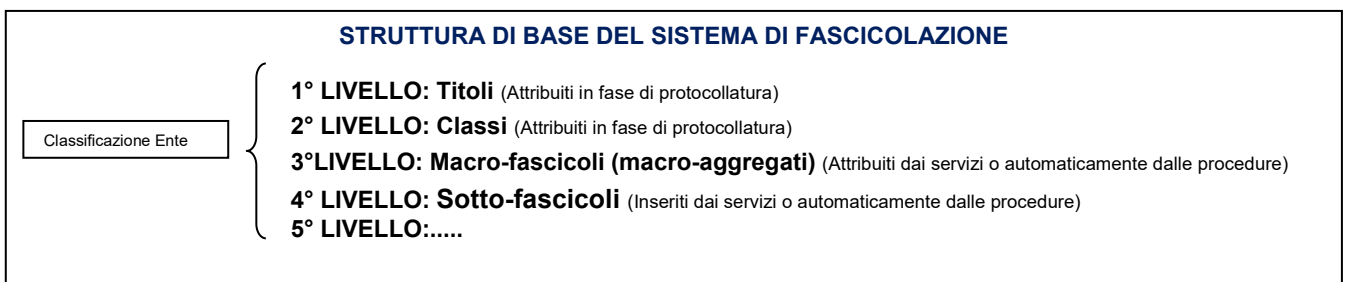 STRUTTURA DI BASE DEL SISTEMA DI FASCICOLAZIONE
Classificazione Ente
1° LIVELLO: Titoli (Attribuiti in fase di protocollatura)
2° LIVELLO: Classi (Attribuiti in fase di protocollatura)
3°LIVELLO: Macro-fascicoli (macro-aggregati) (Attribuiti dai servizi o automaticamente dalle procedure)
4° LIVELLO: Sotto-fascicoli (Inseriti dai servizi o automaticamente dalle procedure)
5° LIVELLO:.....